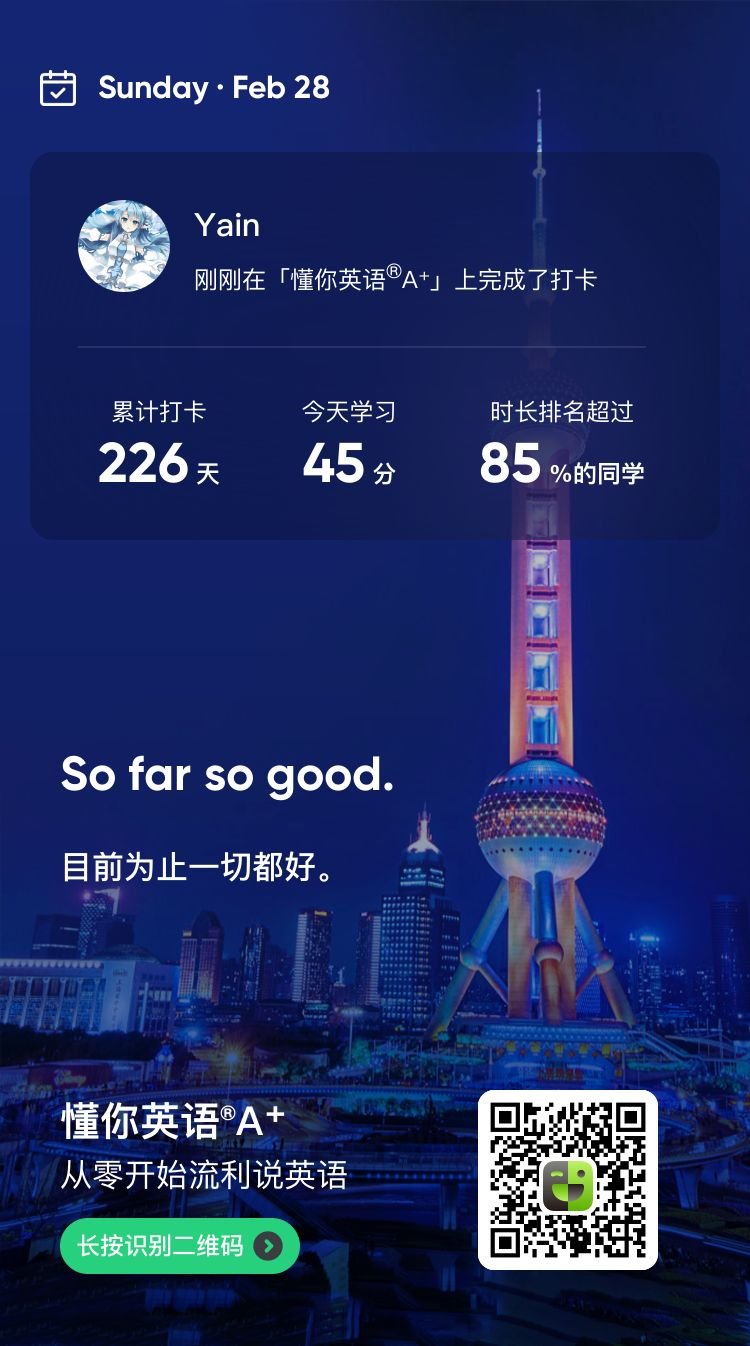 Sunday · Feb 28
Yain
刚刚在「懂你英语®A⁺」上完成了打卡
累计打卡 今天学习 时长排名超过
226 天 45 分 85 %的同学
So far so good.
目前为止一切都好。
懂你英语®A⁺
从零开始流利说英语
长按识别二维码